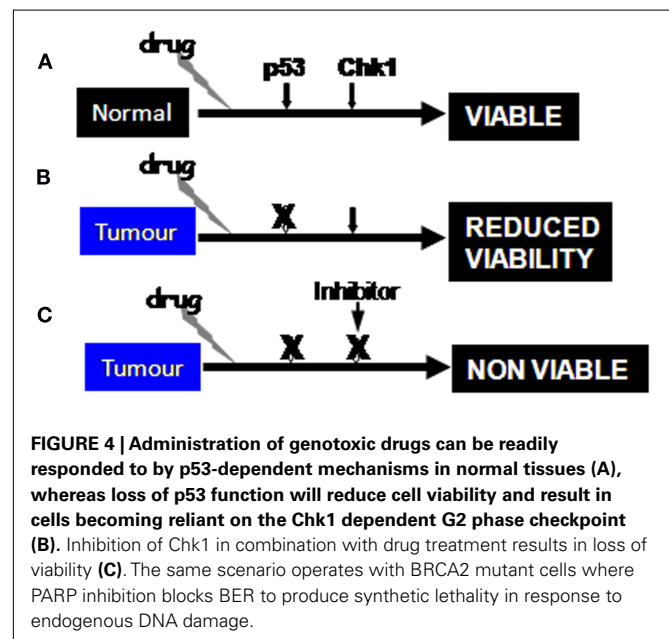 drug
A
p53 Chk1
Normal
VIABLE
drug
B
X
Tumour
REDUCED
VIABILITY
Inhibitor
drug
C
X X
Tumour
NON VIABLE
FIGURE 4 | Administration of genotoxic drugs can be readily
responded to by p53-dependent mechanisms in normal tissues (A),
whereas loss of p53 function will reduce cell viability and result in
cells becoming reliant on the Chk1 dependent G2 phase checkpoint
(B). Inhibition of Chk1 in combination with drug treatment results in loss of
viability (C). The same scenario operates with BRCA2 mutant cells where
PARP inhibition blocks BER to produce synthetic lethality in response to
endogenous DNA damage.